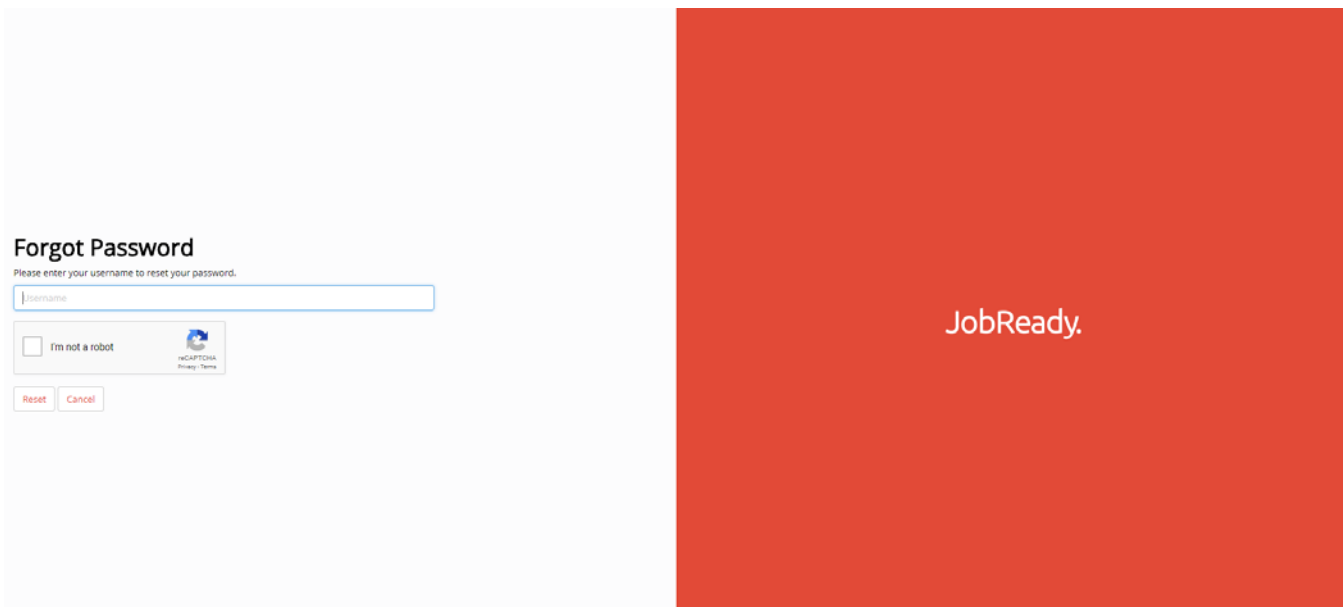 Forgot Password
Please enter your username to reset your password.
Username
I'm not a robot
reCAPTCHA
Privacy - Terms
Reset
Cancel
JobReady.